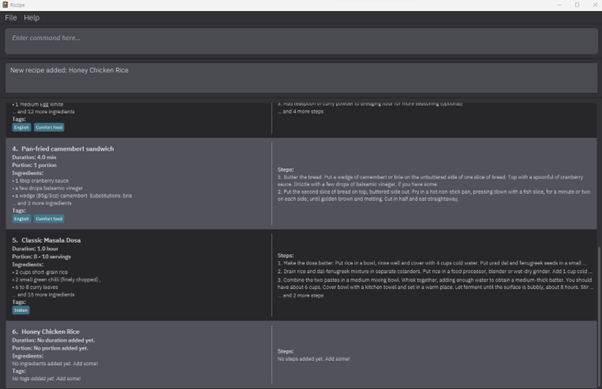 Rizipe
File Help
Enter command here...
New recipe added: Honey Chicken Rice
• 1 Medium Egg White
... and 12 more ingredients
Tags:
English Comfort food
3. Add teaspoon of curry powder to dredging flour for more seasoning (optional)
... and 4 more steps
4. Pan-fried camembert sandwich
Duration: 4.0 min
Portion: 1 portion
Ingredients:
• 1 tbsp cranberry sauce
• a few drops balsamic vinegar
• a wedge (85g/3oz) camembert Substitutions: brie
... and 2 more ingredients
Tags:
English Comfort food
Steps:
1. Butter the bread. Put a wedge of camembert or brie on the unbuttered side of one slice of bread. Top with a spoonful of cranberry
sauce. Drizzle with a few drops of balsamic vinegar, if you have some.
2. Put the second slice of bread on top, buttered side out. Fry in a hot non-stick pan, pressing down with a fish slice, for a minute or two
on each side, until golden brown and melting. Cut in half and eat straightaway.
5. Classic Masala Dosa
Duration: 1.0 hour
Portion: 8 - 10 servings
Ingredients:
• 2 cups short grain rice
• 2 small green chilli (finely chopped) ,
• 6 to 8 curry leaves
... and 15 more ingredients
Tags:
Indian
Steps:
1. Make the dosa batter: Put rice in a bowl, rinse well and cover with 4 cups cold water. Put urad dal and fenugreek seeds in a small ...
2. Drain rice and dal-fenugreek mixture in separate colanders. Put rice in a food processor, blender or wet-dry grinder. Add 1 cup cold ...
3. Combine the two pastes in a mixing bowl. Whisk together, adding enough water to obtain a medium-thick batter. You should
have about 6 cups. Cover bowl with a kitchen towel and set in a warm place. Let ferment until the surface is bubbly, about 8 hours. Stir ...
... and 2 more steps
6. Honey Chicken Rice
Duration: No duration added yet.
Portion: No portion added yet.
Ingredients:
No ingredients added yet. Add some!
Tags:
No tags added yet. Add some!
Steps:
No steps added yet. Add some!